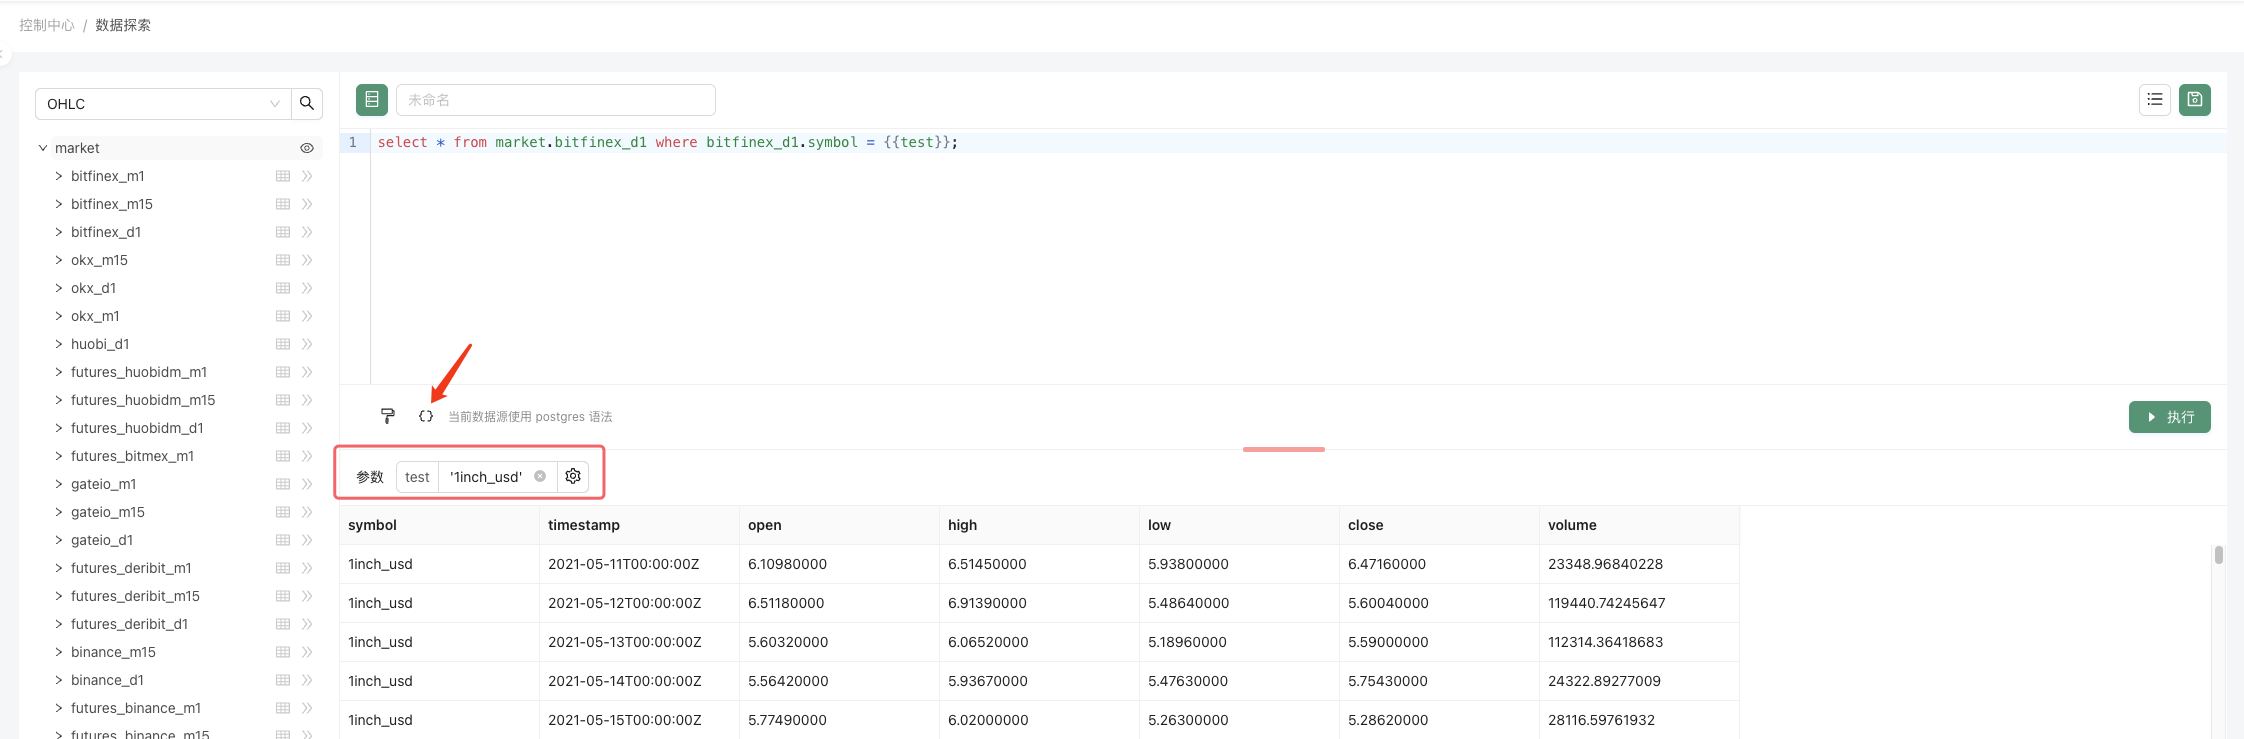 控制中心 / 数据探索
OHLC
未命名
market
bitfinex_m1
bitfinex_m15
bitfinex_d1
okx_m15
okx_d1
okx_m1
huobi_d1
futures_huobidm_m1
futures_huobidm_m15
futures_huobidm_d1
futures_bitmex_m1
gateio_m1
gateio_m15
gateio_d1
futures_deribit_m1
futures_deribit_m15
futures_deribit_d1
binance_m15
binance_d1
futures_binance_m1
futures_binance_m15
1 select * from market.bitfinex_d1 where bitfinex_d1.symbol = {{test}};
{} 当前数据源使用 postgres 语法
执行
参数 test '1inch_usd'
symbol timestamp open high low close volume
1inch_usd 2021-05-11T00:00:00Z 6.10980000 6.51450000 5.93800000 6.47160000 23348.96840228
1inch_usd 2021-05-12T00:00:00Z 6.51180000 6.91390000 5.48640000 5.60040000 119440.74245647
1inch_usd 2021-05-13T00:00:00Z 5.60320000 6.06520000 5.18960000 5.59000000 112314.36418683
1inch_usd 2021-05-14T00:00:00Z 5.56420000 5.93670000 5.47630000 5.75430000 24322.89277009
1inch_usd 2021-05-15T00:00:00Z 5.77490000 6.02000000 5.26300000 5.28620000 28116.59761932